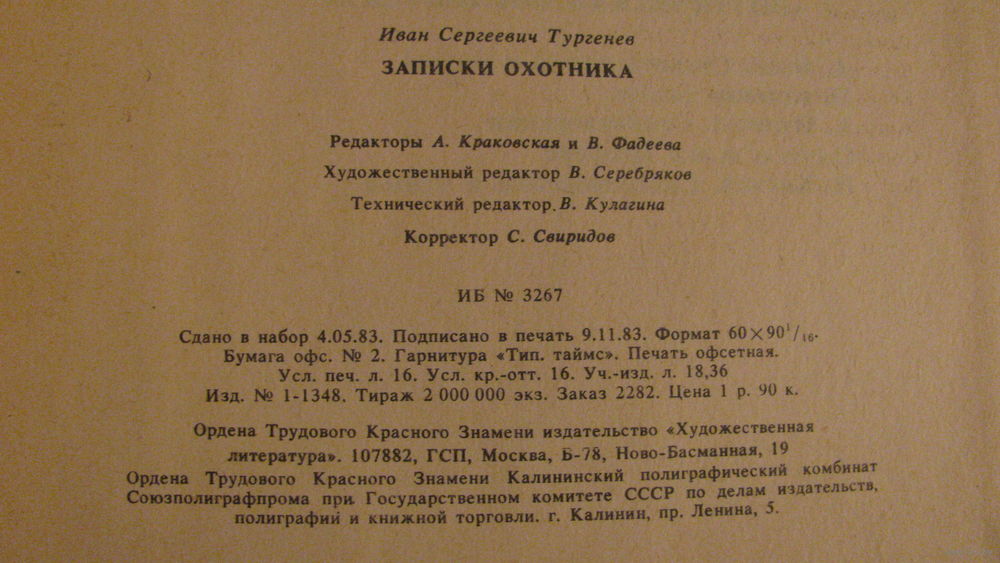 Иван Сергеевич Тургенев
ЗАПИСКИ ОХОТНИКА
Редакторы А. Краковская и В. Фадеева
Художественный редактор В. Серебряков
Технический редактор. В. Кулагина
Корректор С. Свиридов
ИБ № 3267
Сдано в набор 4.05.83. Подписано в печать 9.11.83. Формат 60×90¹/₁₆.
Бумага офс. № 2. Гарнитура «Тип. таймс». Печать офсетная.
Усл. печ. л. 16. Усл. кр.-отт. 16. Уч.-изд. л. 18,36
Изд. № 1-1348. Тираж 2 000 000 экз. Заказ 2282. Цена 1 р. 90 к.
Ордена Трудового Красного Знамени издательство «Художественная
литература». 107882, ГСП, Москва, Б-78, Ново-Басманная, 19
Ордена Трудового Красного Знамени Калининский полиграфический комбинат
Союзполиграфпрома при Государственном комитете СССР по делам издательств,
полиграфии и книжной торговли. г. Калинин, пр. Ленина, 5.